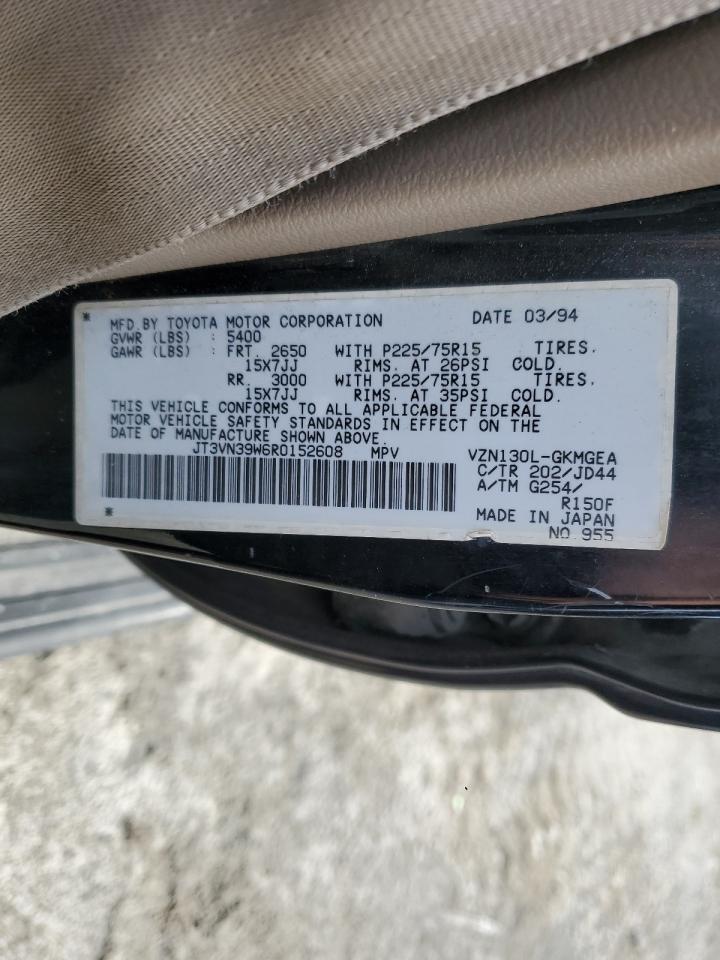 * MFD. BY TOYOTA MOTOR CORPORATION DATE 03/94
GVWR (LBS) : 5400
GAWR (LBS) : FRT. 2650 WITH P225/75R15 TIRES.
15X7JJ RIMS. AT 26PSI COLD.
RR. 3000 WITH P225/75R15 TIRES.
15X7JJ RIMS. AT 35PSI COLD.
THIS VEHICLE CONFORMS TO ALL APPLICABLE FEDERAL
MOTOR VEHICLE SAFETY STANDARDS IN EFFECT ON THE
DATE OF MANUFACTURE SHOWN ABOVE.
JT3VN39W6R0152608 MPV VZN130L-GKMGEA
C/TR 202/JD44
A/TM G254/
R150F
* MADE IN JAPAN
NO.955